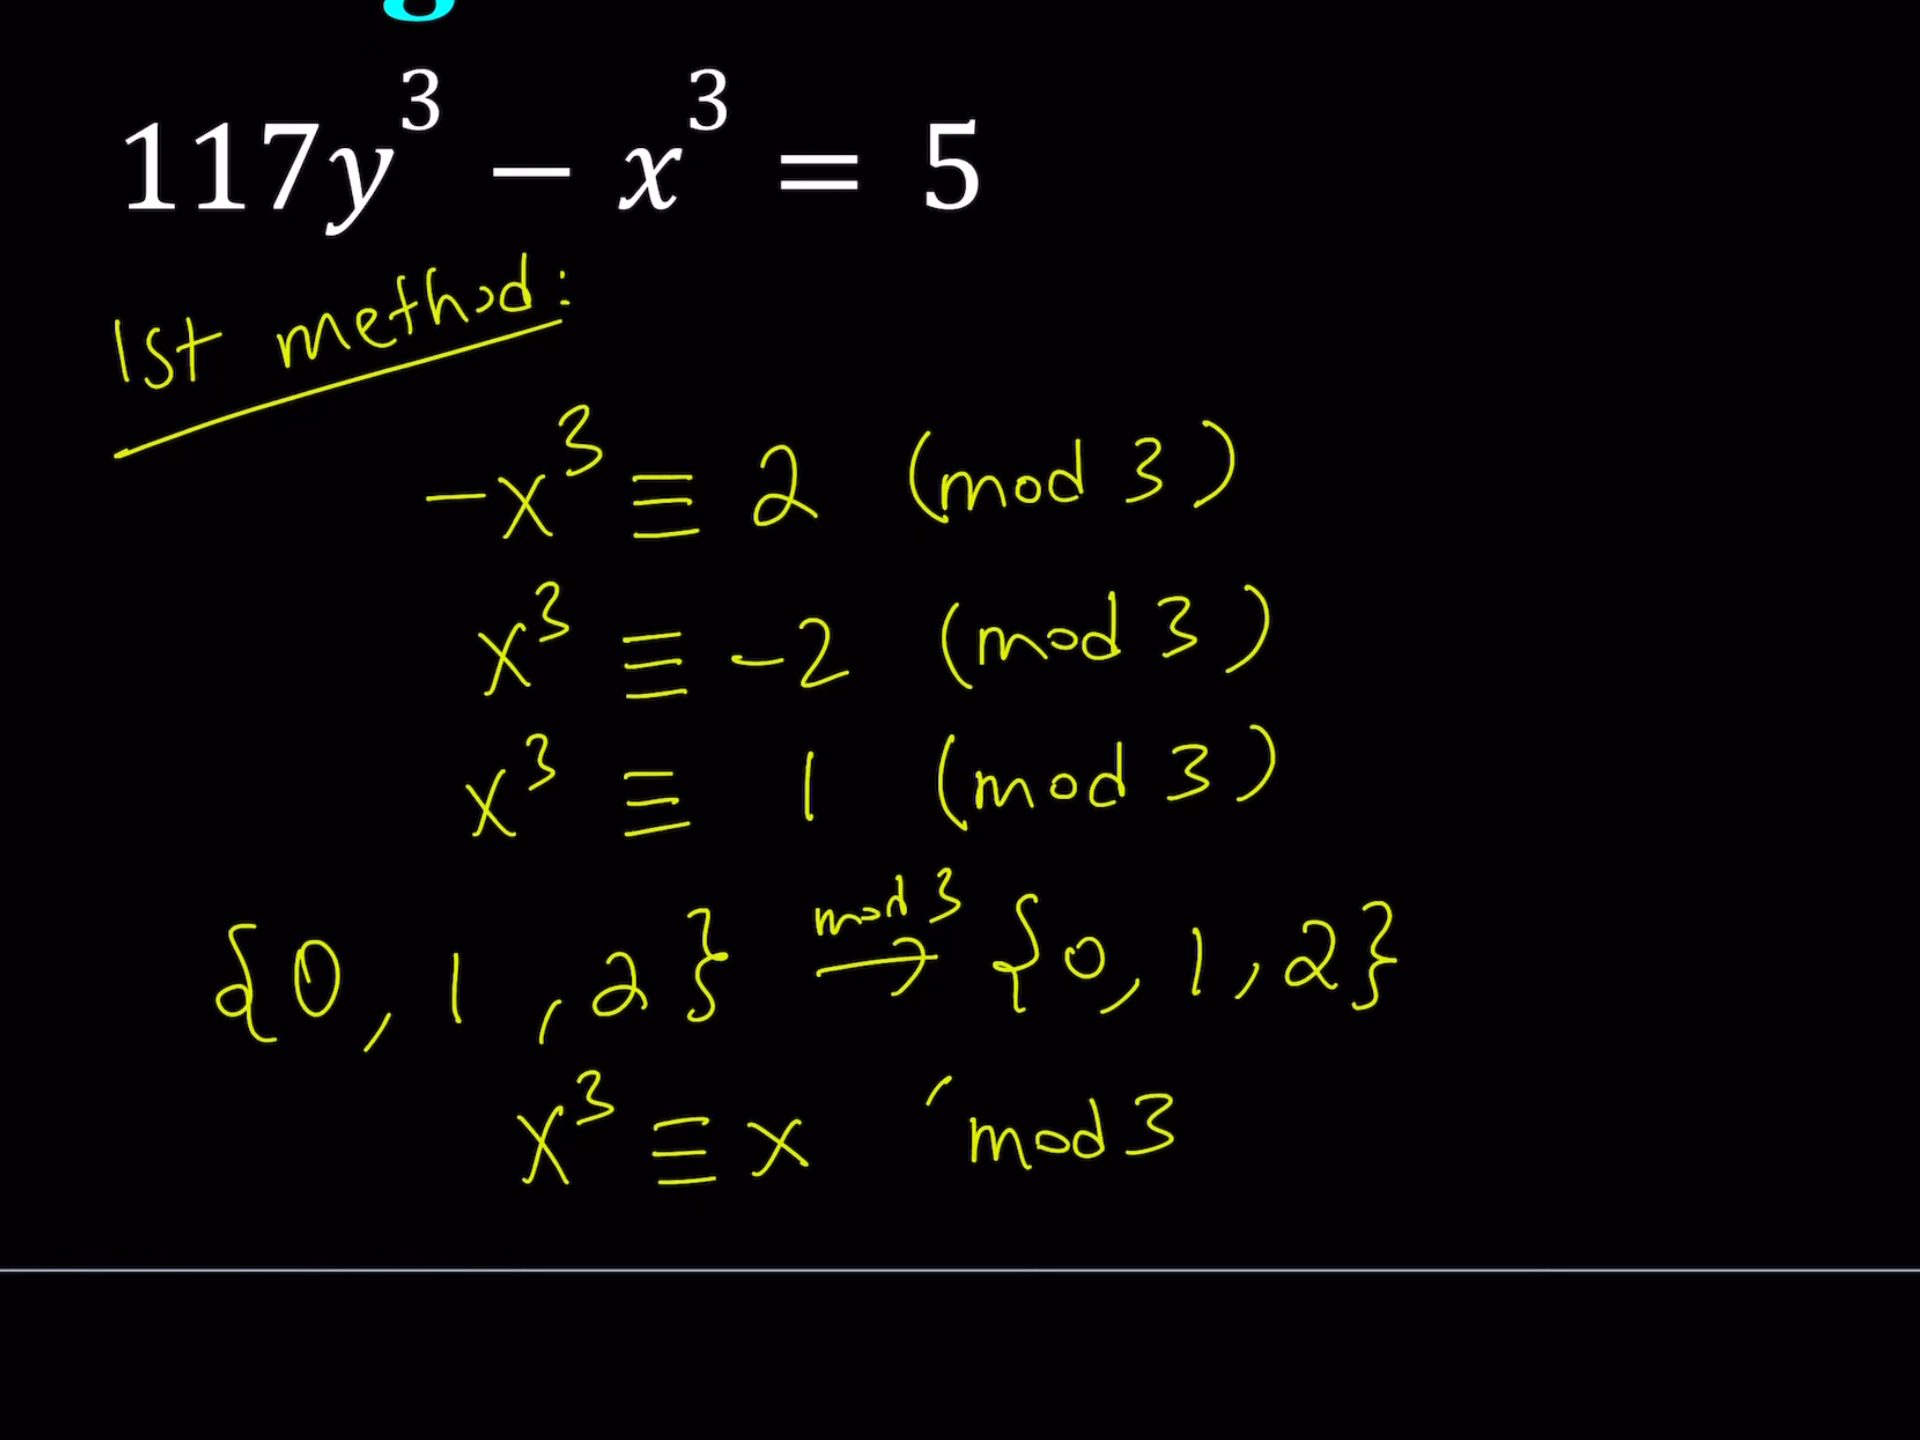 117y³ − x³ = 5
1st method:
-x³ ≡ 2 (mod 3)
x³ ≡ -2 (mod 3)
x³ ≡ 1 (mod 3)
{0, 1, 2} mod 3 → {0, 1, 2}
x³ ≡ x mod 3